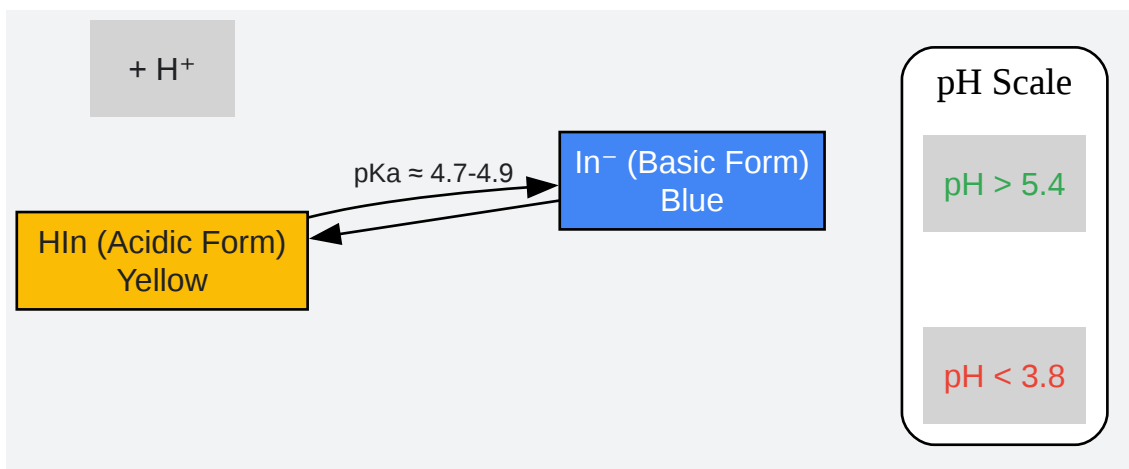 + H⁺
pH Scale
pKa ≈ 4.7-4.9
In⁻ (Basic Form)
Blue
pH > 5.4
HIn (Acidic Form)
Yellow
pH < 3.8